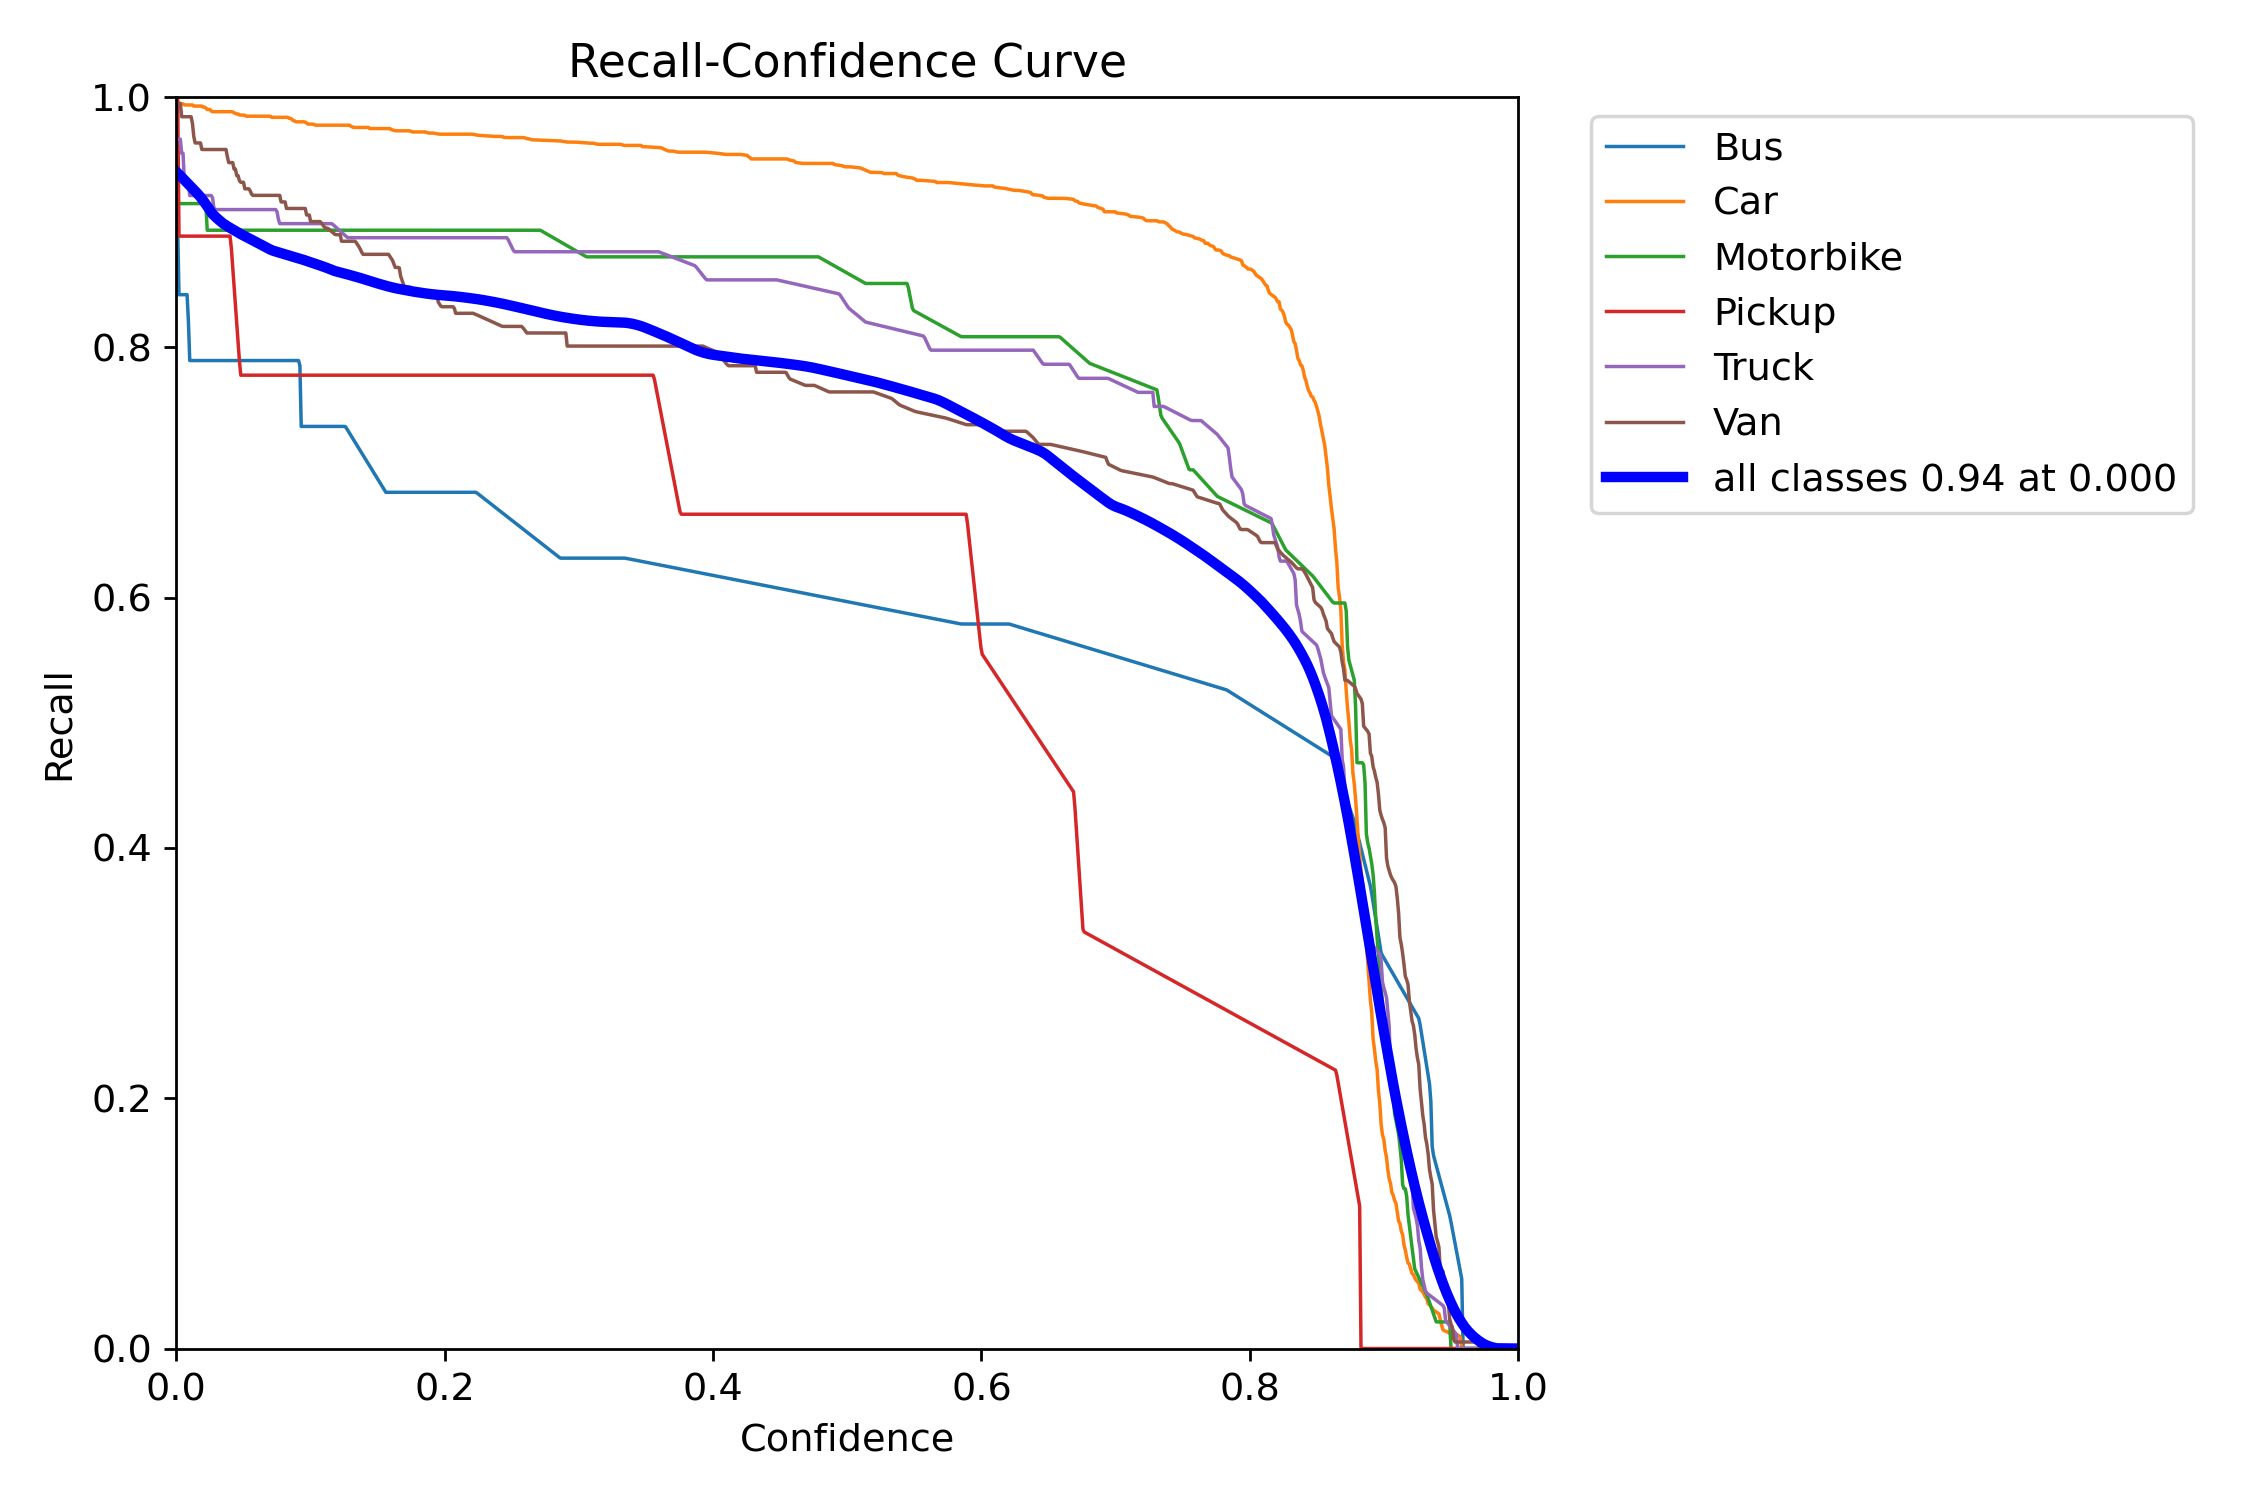 Recall-Confidence Curve
1.0
0.8
0.6
0.4
0.2
0.0
Recall
0.0 0.2 0.4 0.6 0.8 1.0
Confidence
Bus
Car
Motorbike
Pickup
Truck
Van
all classes 0.94 at 0.000